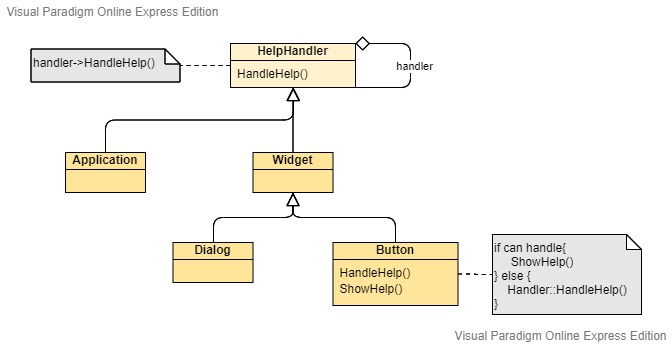 Visual Paradigm Online Express Edition
HelpHandler
handler->HandleHelp()
HandleHelp()
handler
Application
Widget
Dialog
Button
HandleHelp()
ShowHelp()
if can handle{
ShowHelp()
} else {
Handler::HandleHelp()
}
Visual Paradigm Online Express Edition